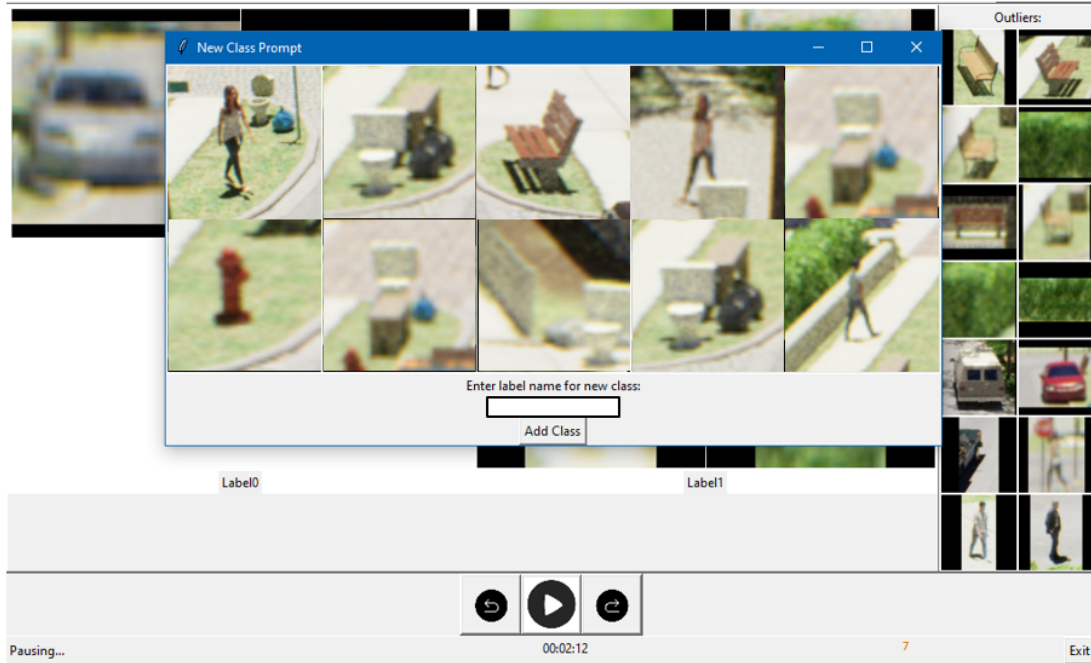 Outliers:
New Class Prompt
Enter label name for new class:
Add Class
Label0
Label1
Pausing...
00:02:12
7
Exit